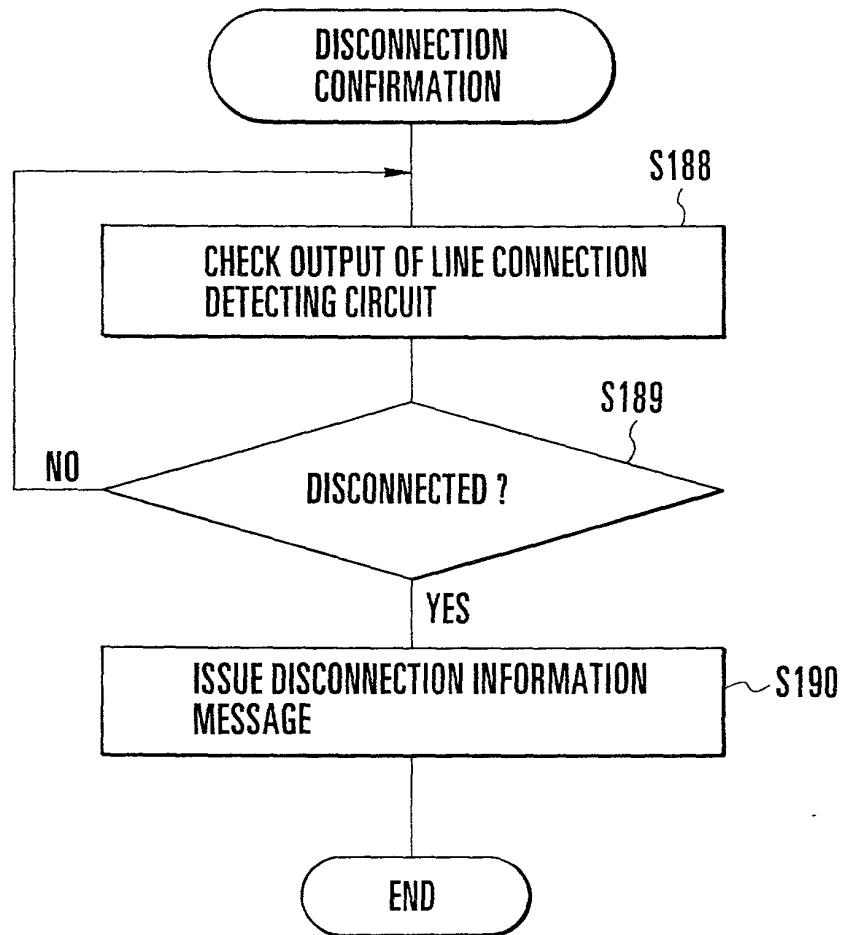 DISCONNECTION
CONFIRMATION
S188
CHECK OUTPUT OF LINE CONNECTION
DETECTING CIRCUIT
S189
NO
DISCONNECTED ?
YES
ISSUE DISCONNECTION INFORMATION
MESSAGE
S190
END